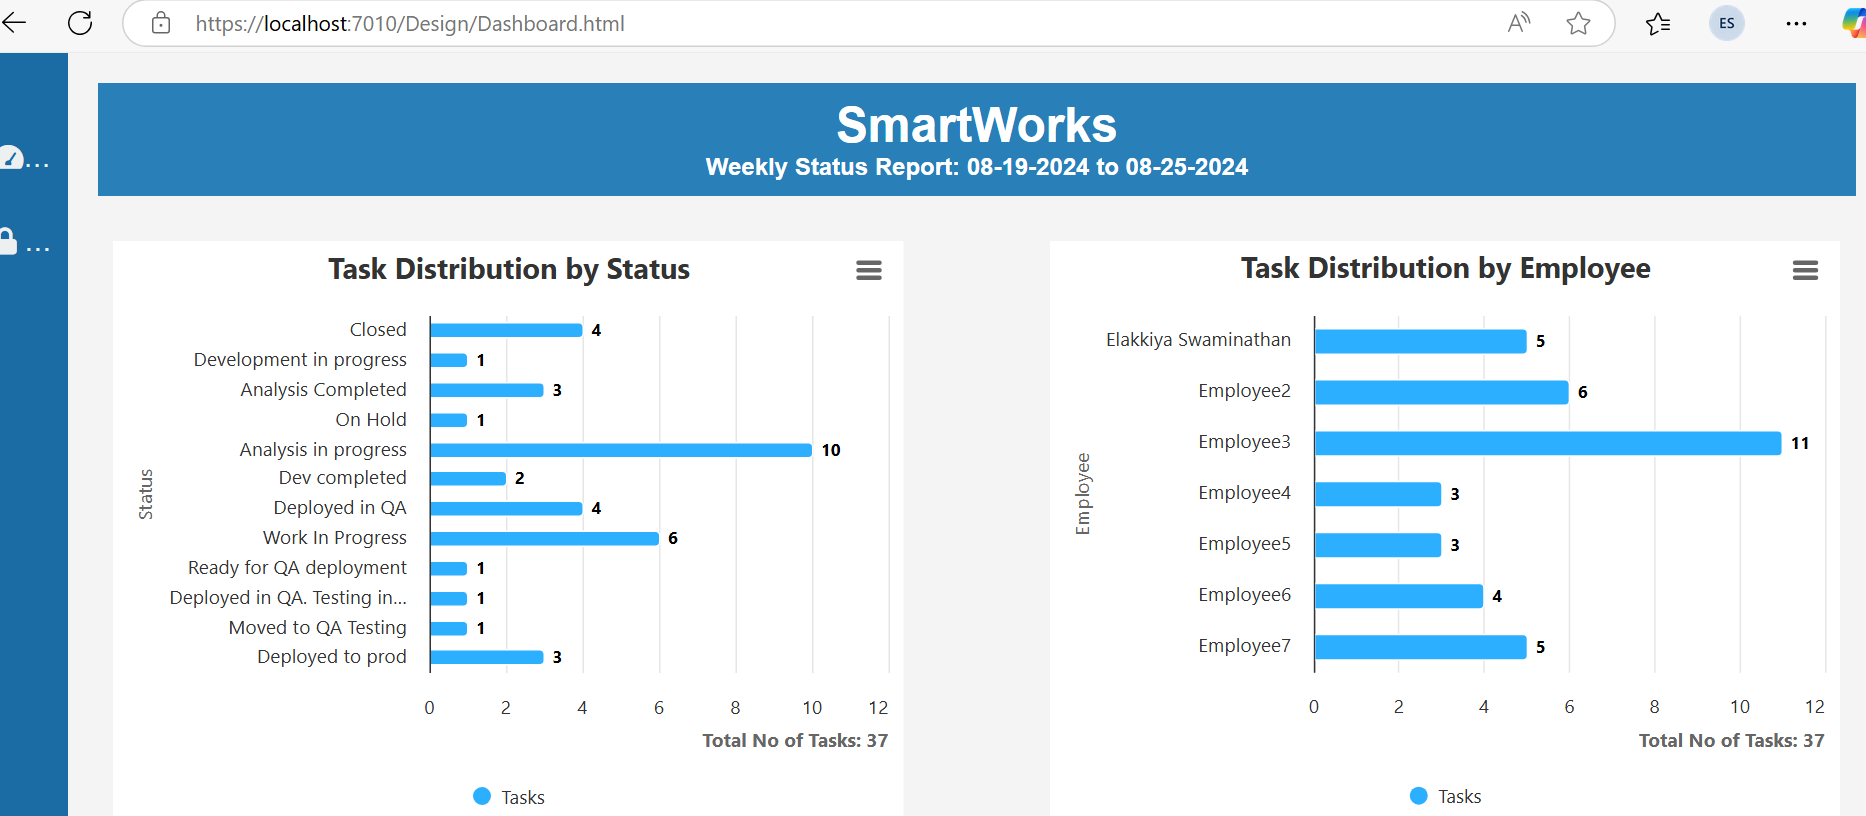 https://localhost:7010/Design/Dashboard.html
A
ES
...
...
SmartWorks
Weekly Status Report: 08-19-2024 to 08-25-2024
Task Distribution by Status
Status
Closed 4
Development in progress 1
Analysis Completed 3
On Hold 1
Analysis in progress 10
Dev completed 2
Deployed in QA 4
Work In Progress 6
Ready for QA deployment 1
Deployed in QA. Testing in... 1
Moved to QA Testing 1
Deployed to prod 3
0 2 4 6 8 10 12
Total No of Tasks: 37
Tasks
Task Distribution by Employee
Employee
Elakkiya Swaminathan 5
Employee2 6
Employee3 11
Employee4 3
Employee5 3
Employee6 4
Employee7 5
0 2 4 6 8 10 12
Total No of Tasks: 37
Tasks